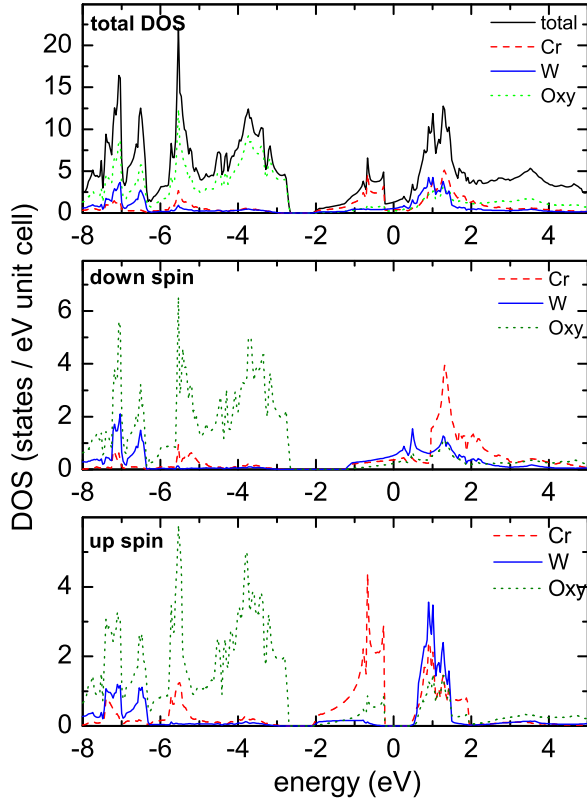 total DOS
total
Cr
W
Oxy
25
20
15
10
5
0
-8 -6 -4 -2 0 2 4
down spin
Cr
W
Oxy
6
4
2
0
-8 -6 -4 -2 0 2 4
up spin
Cr
W
Oxy
4
2
0
-8 -6 -4 -2 0 2 4
DOS (states / eV unit cell)
energy (eV)